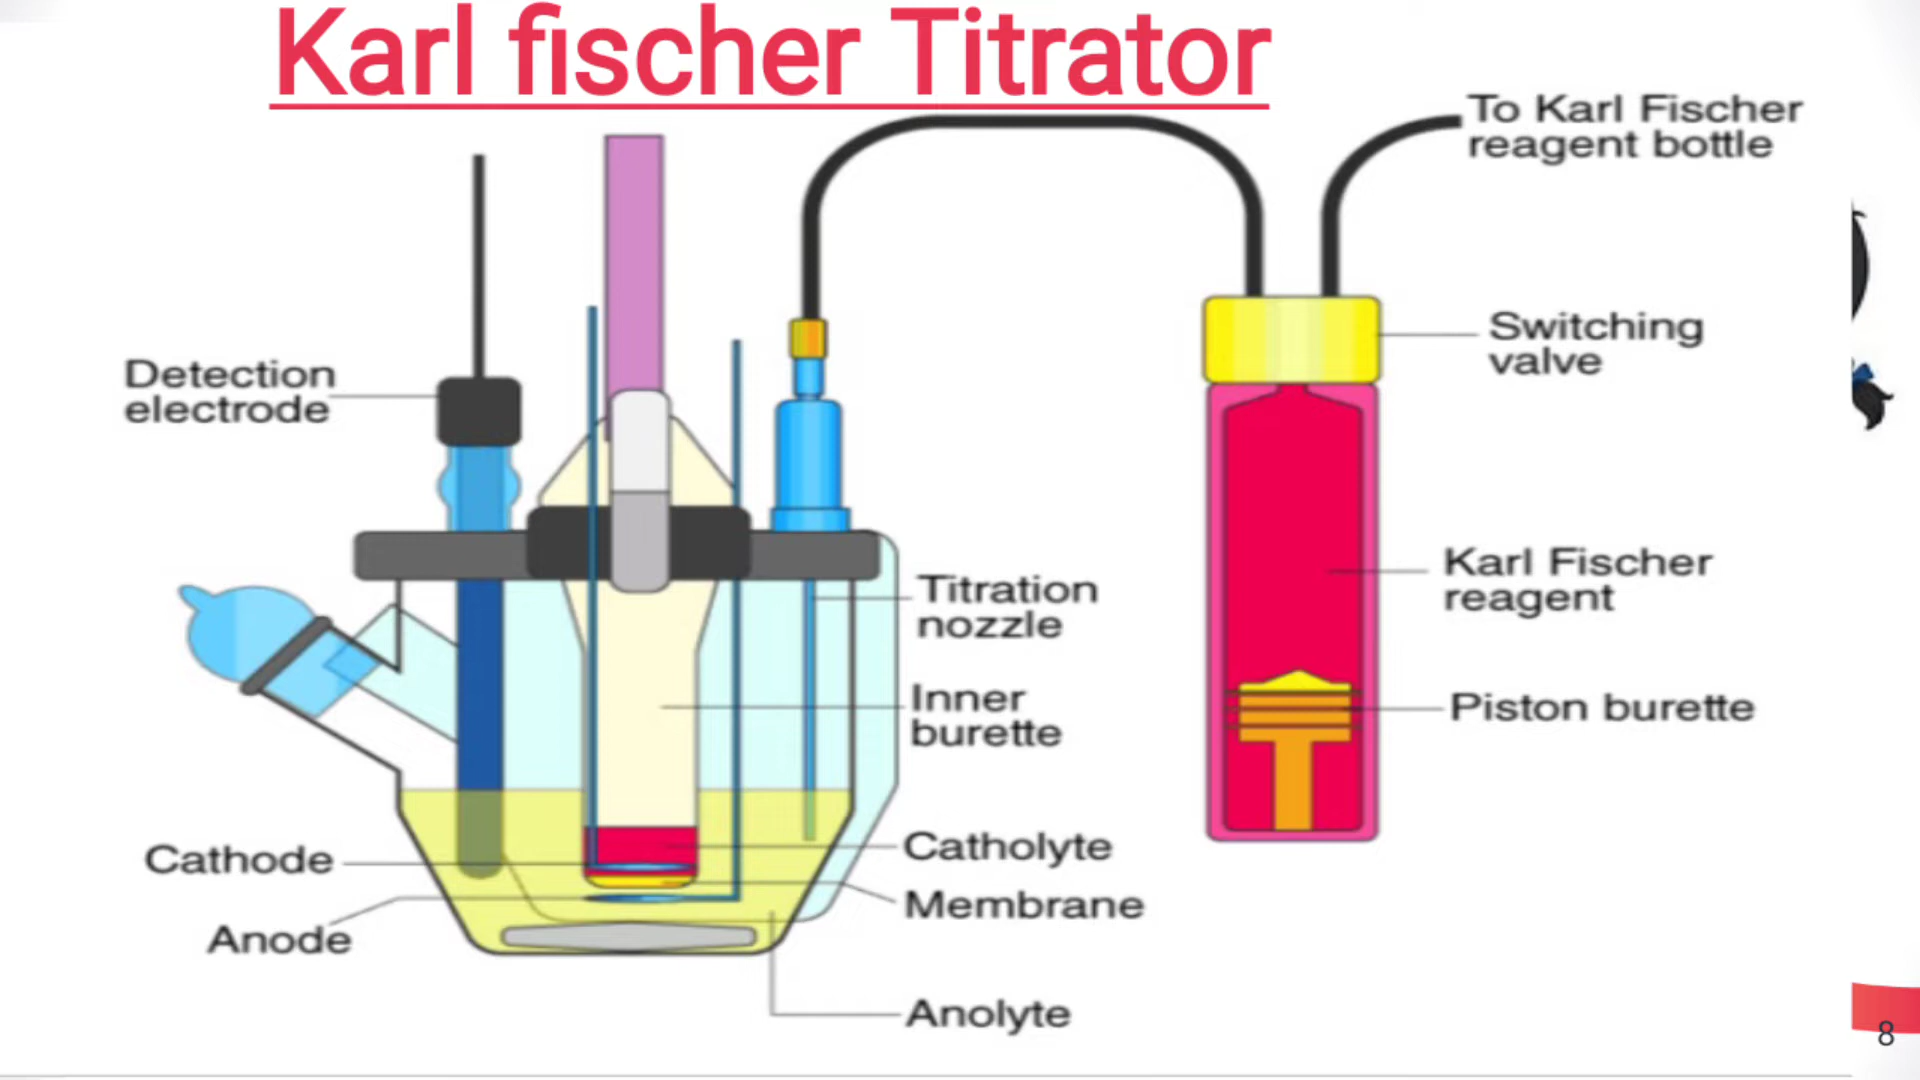 Karl fischer Titrator
To Karl Fischer
reagent bottle
Switching
valve
Detection
electrode
Karl Fischer
reagent
Titration
nozzle
Inner
burette
Piston burette
Catholyte
Cathode
Membrane
Anode
Anolyte
8